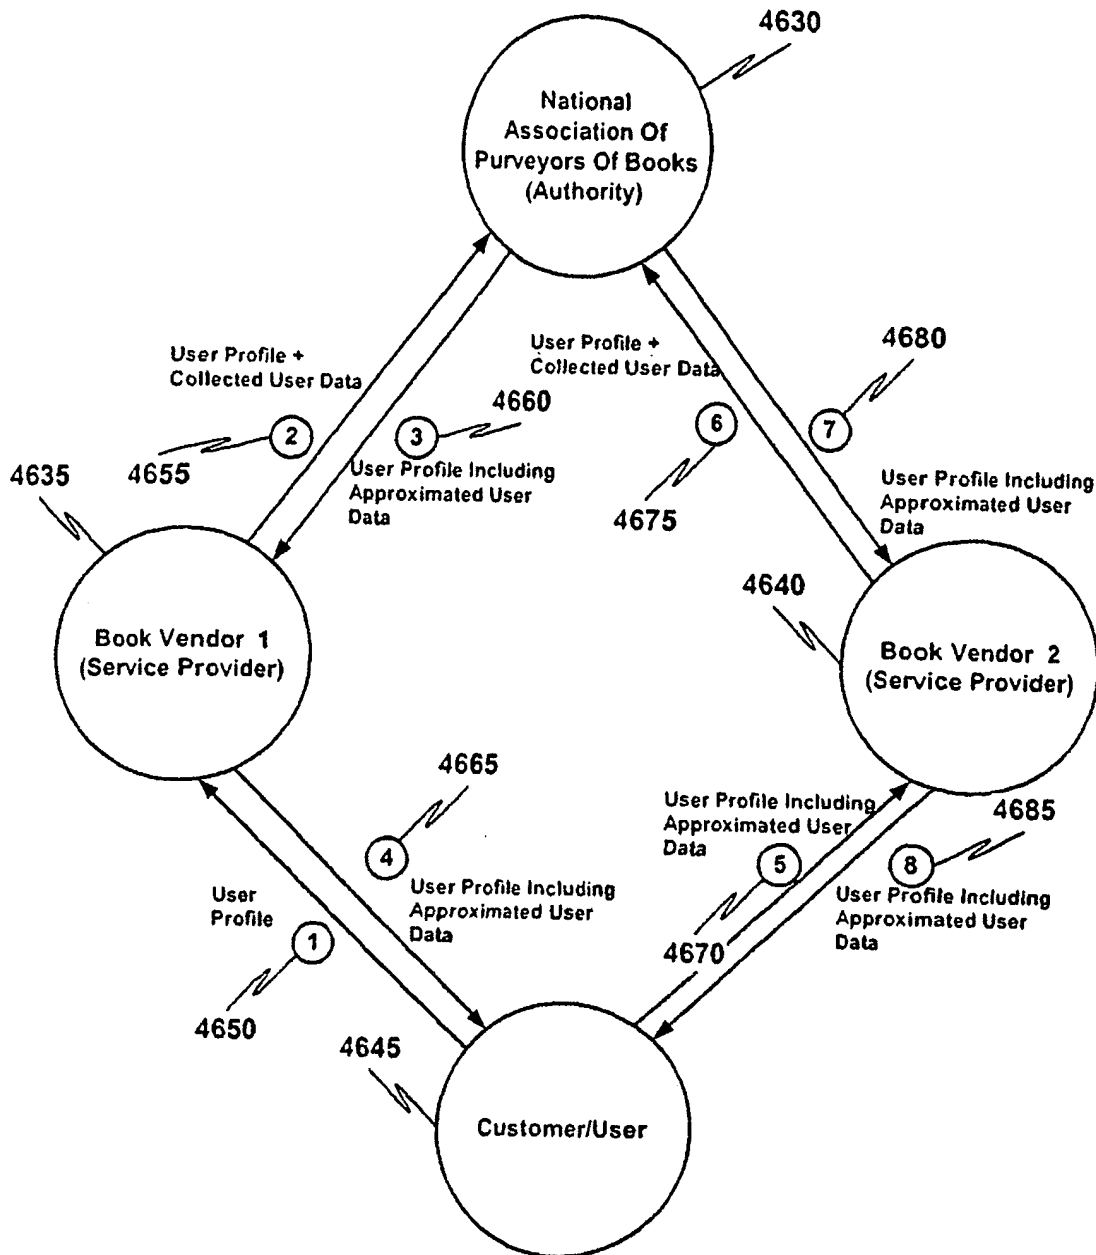 4630
National
Association Of
Purveyors Of Books
(Authority)
User Profile +
Collected User Data
2
4655
3
4660
User Profile Including
Approximated User
Data
User Profile +
Collected User Data
6
4675
4680
7
User Profile Including
Approximated User
Data
4635
Book Vendor 1
(Service Provider)
4640
Book Vendor 2
(Service Provider)
4665
4
User Profile Including
Approximated User
Data
User
Profile
1
4650
User Profile Including
Approximated User
Data
5
4670
4685
8
User Profile Including
Approximated User
Data
4645
Customer/User